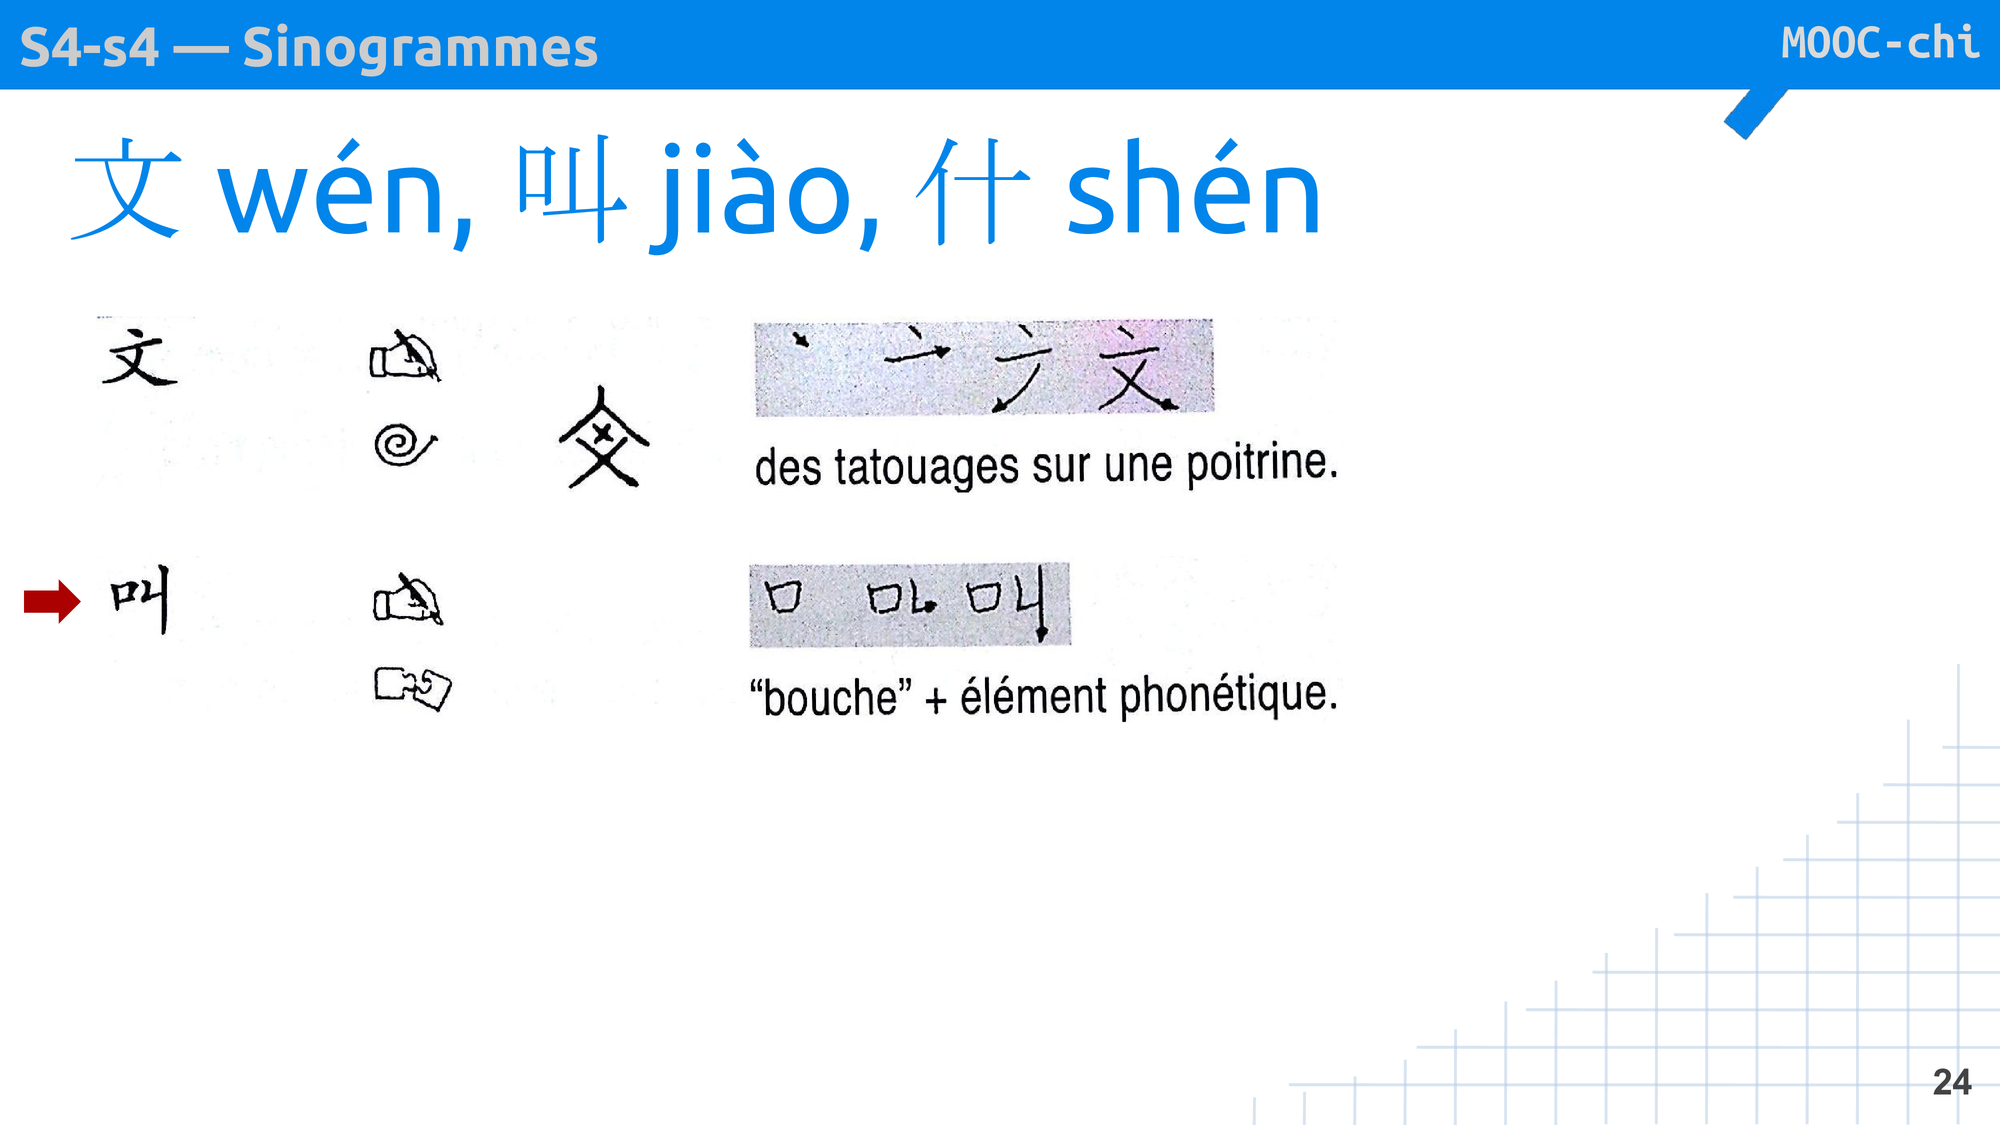 S4-s4 — Sinogrammes
MOOC-chi
文 wén, 叫 jiào, 什 shén
文
des tatouages sur une poitrine.
叫
“bouche” + élément phonétique.
24